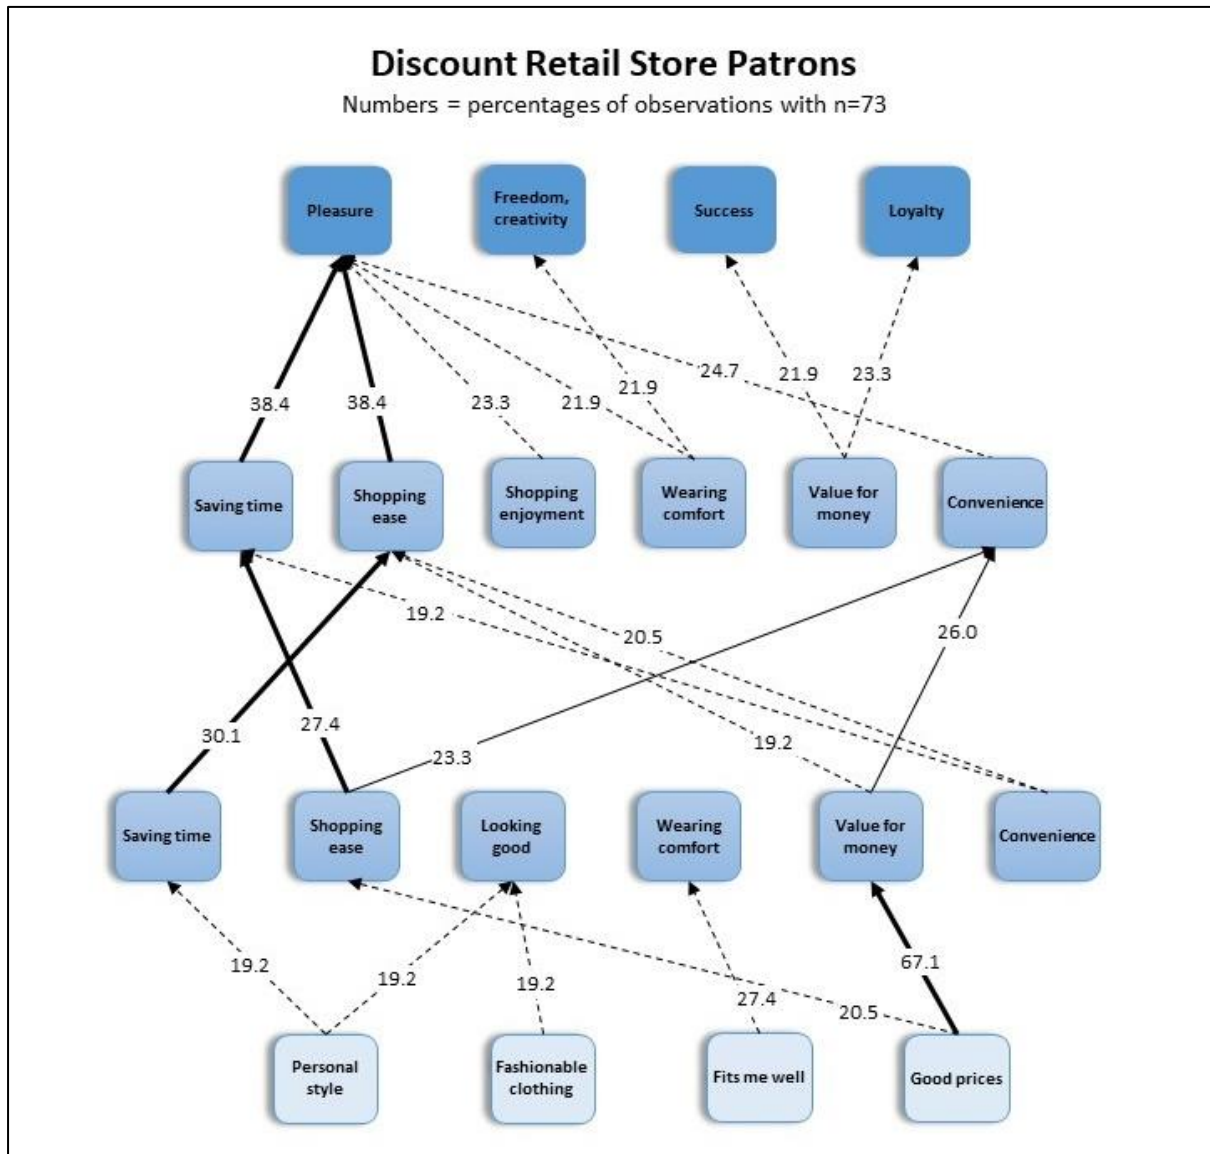 Discount Retail Store Patrons
Numbers = percentages of observations with n=73
Pleasure
Freedom,
creativity
Success
Loyalty
24.7
38.4
38.4
23.3
21.9
21.9
21.9
23.3
Saving time
Shopping
ease
Shopping
enjoyment
Wearing
comfort
Value for
money
Convenience
19.2
20.5
26.0
30.1
27.4
23.3
19.2
Saving time
Shopping
ease
Looking
good
Wearing
comfort
Value for
money
Convenience
19.2
19.2
19.2
27.4
20.5
67.1
Personal
style
Fashionable
clothing
Fits me well
Good prices